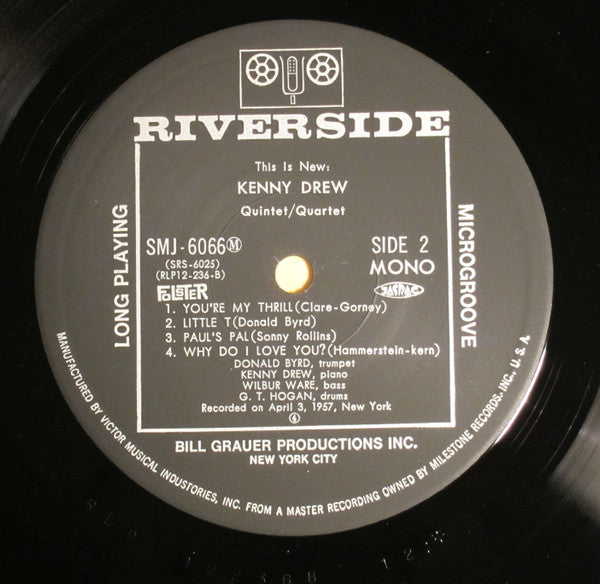 RIVERSIDE
This Is New:
KENNY DREW
Quintet/Quartet
SMJ-6066 M
(SRS-6025)
(RLP12-236-B)
SIDE 2
MONO
JASRAC
LONG PLAYING
MICROGROOVE
1. YOU'RE MY THRILL(Clare-Gorney)
2. LITTLE T(Donald Byrd)
3. PAUL'S PAL(Sonny Rollins)
4. WHY DO I LOVE YOU?(Hammerstein-kern)
DONALD BYRD, trumpet
KENNY DREW, piano
WILBUR WARE, bass
G. T. HOGAN, drums
Recorded on April 3, 1957, New York
BILL GRAUER PRODUCTIONS INC.
NEW YORK CITY
MANUFACTURED BY VICTOR MUSICAL INDUSTORIES, INC. FROM A MASTER RECORDING OWNED BY MILESTONE RECORDS, INC., U.S.A.